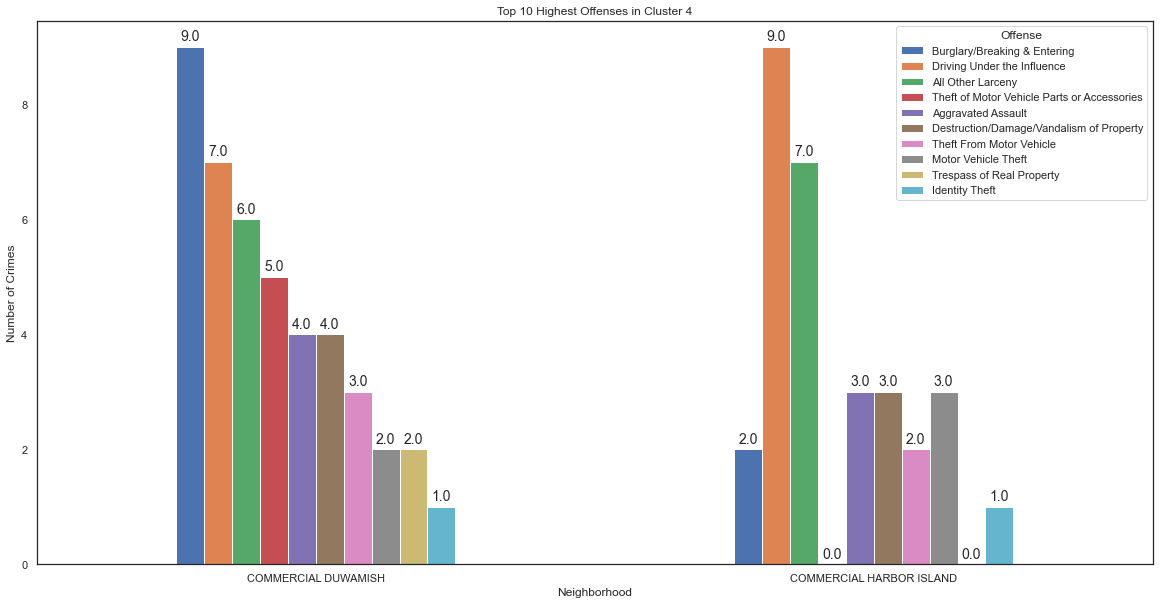 Top 10 Highest Offenses in Cluster 4
Number of Crimes
8
6
4
2
0
9.0
7.0
6.0
5.0
4.0
4.0
3.0
2.0
2.0
1.0
2.0
9.0
7.0
0.0
3.0
3.0
2.0
3.0
0.0
1.0
Offense
Burglary/Breaking & Entering
Driving Under the Influence
All Other Larceny
Theft of Motor Vehicle Parts or Accessories
Aggravated Assault
Destruction/Damage/Vandalism of Property
Theft From Motor Vehicle
Motor Vehicle Theft
Trespass of Real Property
Identity Theft
COMMERCIAL DUWAMISH
COMMERCIAL HARBOR ISLAND
Neighborhood